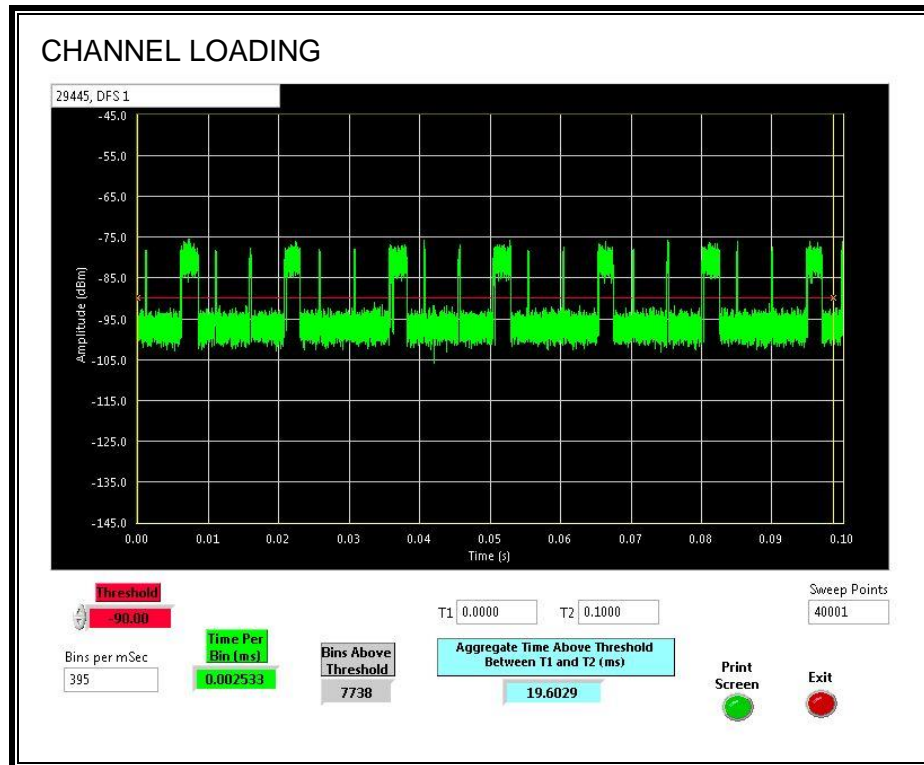 CHANNEL LOADING
29445, DFS 1
-45.0
-55.0
-65.0
-75.0
-85.0
-95.0
-105.0
-115.0
-125.0
-135.0
-145.0
Amplitude (dBm)
0.00 0.01 0.02 0.03 0.04 0.05 0.06 0.07 0.08 0.09 0.10
Time (s)
Threshold
-90.00
T1 0.0000 T2 0.1000
Sweep Points
40001
Bins per mSec
395
Time Per
Bin (ms)
0.002533
Bins Above
Threshold
7738
Aggregate Time Above Threshold
Between T1 and T2 (ms)
19.6029
Print
Screen
Exit